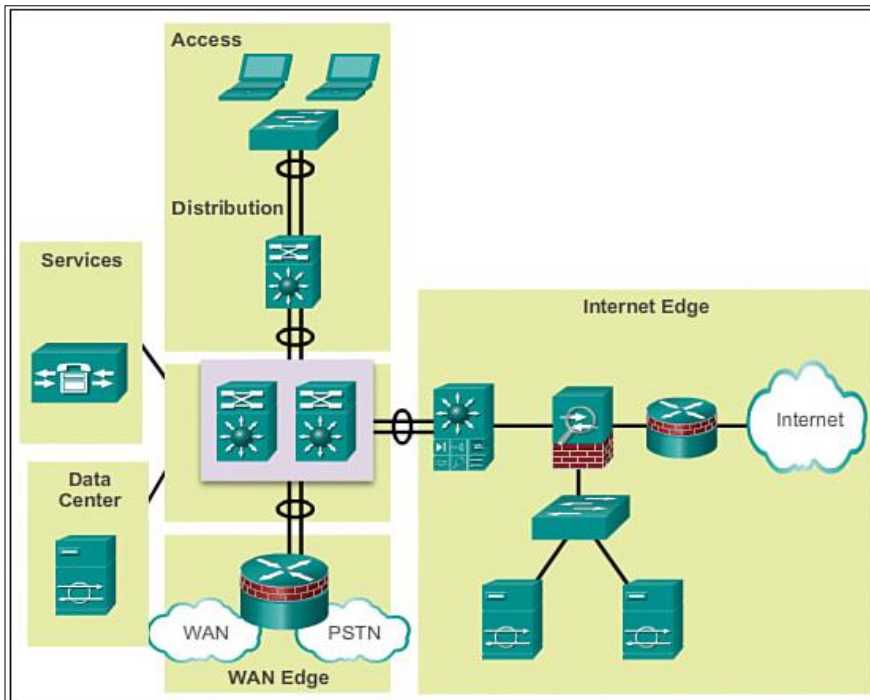 Access
Distribution
Services
Internet Edge
Internet
Data
Center
WAN
PSTN
WAN Edge